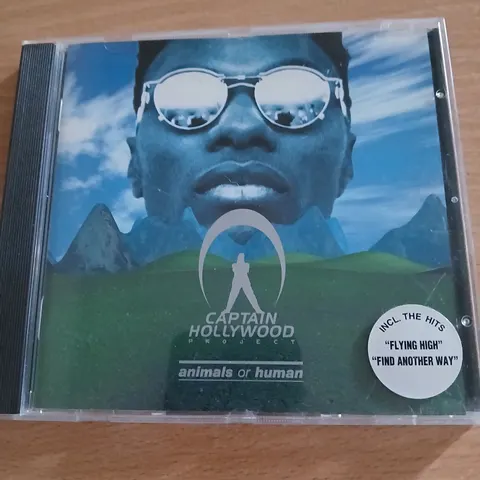 CAPTAIN
HOLLYWOOD
PROJECT
animals or human
INCL. THE HITS
"FLYING HIGH"
"FIND ANOTHER WAY"